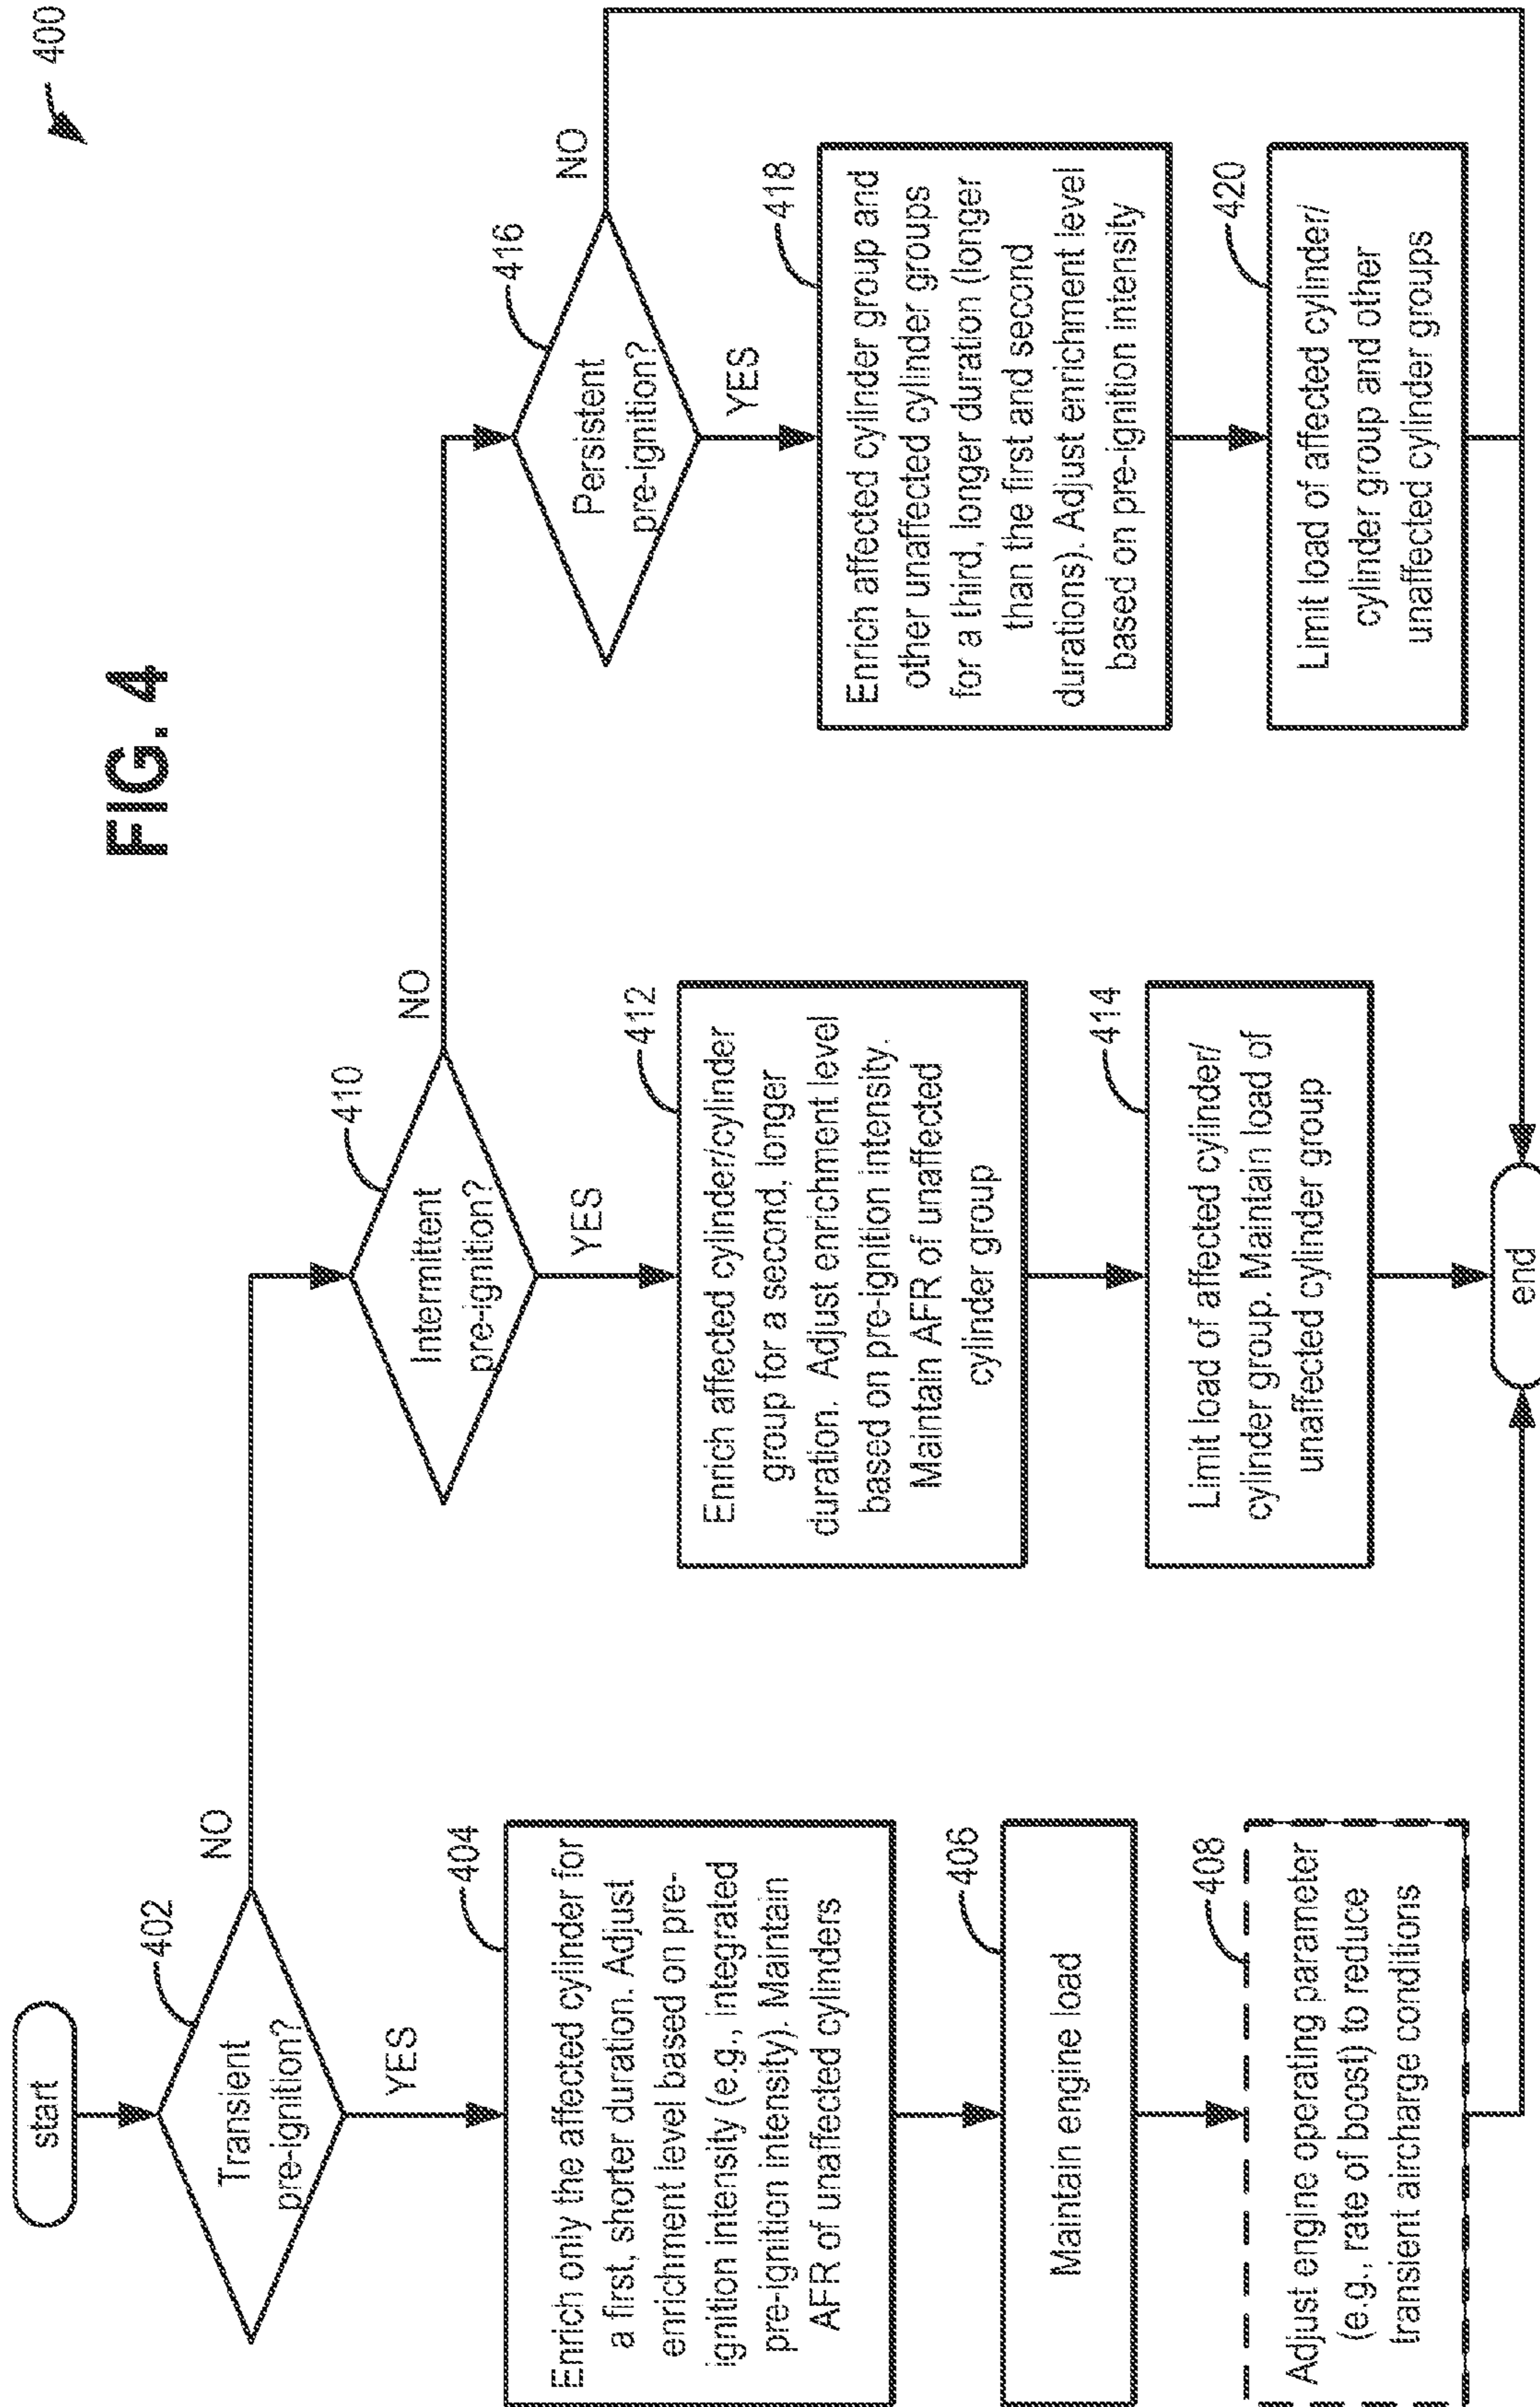 400
FIG. 4
start
402
Transient
pre-ignition?
NO
YES
404
Enrich only the affected cylinder for
a first, shorter duration. Adjust
enrichment level based on pre-
ignition intensity (e.g., integrated
pre-ignition intensity). Maintain
AFR of unaffected cylinders
406
Maintain engine load
408
Adjust engine operating parameter
(e.g., rate of boost) to reduce
transient aircharge conditions
410
Intermittent
pre-ignition?
NO
YES
412
Enrich affected cylinder/cylinder
group for a second, longer
duration. Adjust enrichment level
based on pre-ignition intensity.
Maintain AFR of unaffected
cylinder group
414
Limit load of affected cylinder/
cylinder group. Maintain load of
unaffected cylinder group
416
Persistent
pre-ignition?
NO
YES
418
Enrich affected cylinder group and
other unaffected cylinder groups
for a third, longer duration (longer
than the first and second
durations). Adjust enrichment level
based on pre-ignition intensity
420
Limit load of affected cylinder/
cylinder group and other
unaffected cylinder groups
end